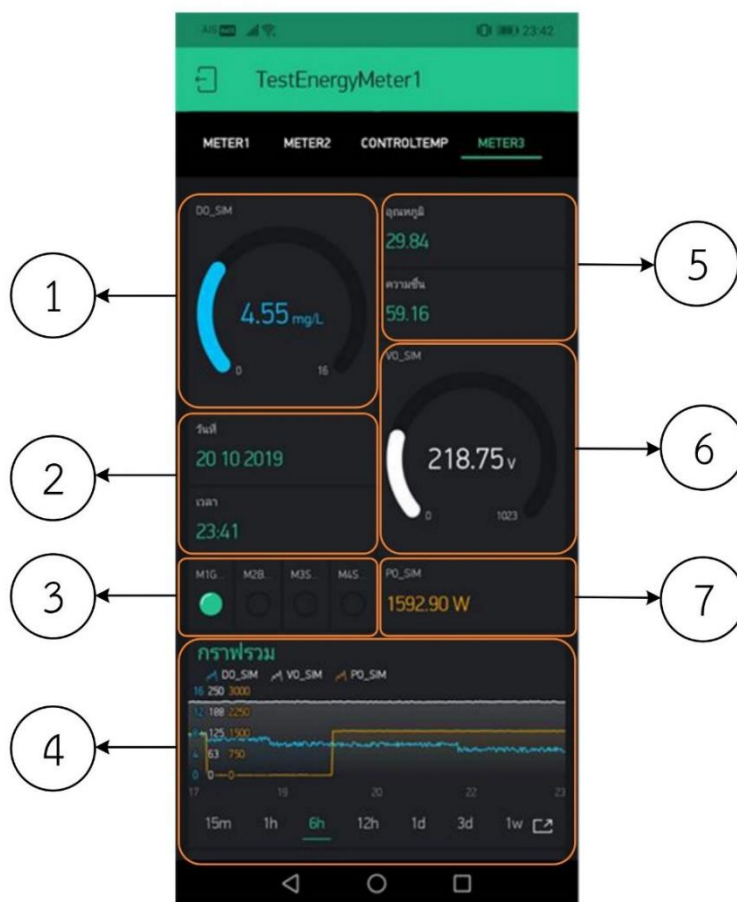 AIS 23:42
TestEnergyMeter1
METER1 METER2 CONTROLTEMP METER3
DO_SIM
4.55 mg/L
0 16
อุณหภูมิ
29.84
ความชื้น
59.16
1
5
วันที่
20 10 2019
เวลา
23:41
2
VO_SIM
218.75 V
0 1023
6
M1G... M2B... M3S... M4S...
3
PO_SIM
1592.90 W
7
กราฟรวม
DO_SIM VO_SIM PO_SIM
16 250 3000
12 188 2250
8 125 1500
4 63 750
0 0 0
17 19 20 22 23
4
15m 1h 6h 12h 1d 3d 1w